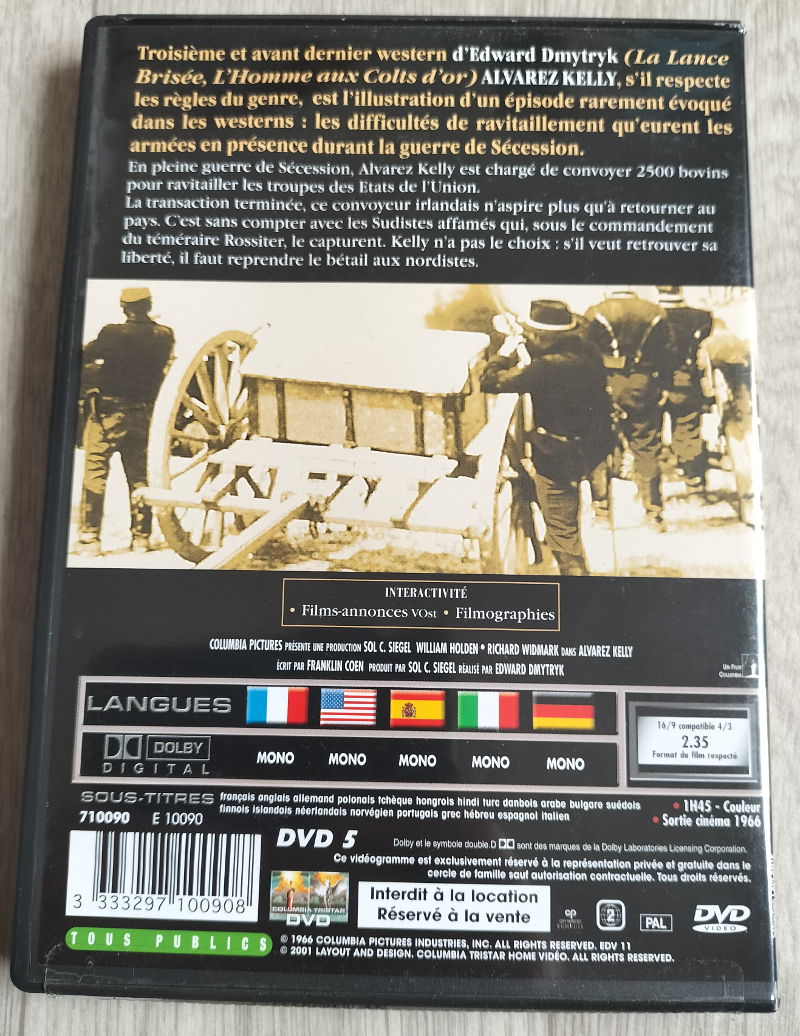 Troisième et avant dernier western d'Edward Dmytryk (La Lance
Brisée, L'Homme aux Colts d'or) ALVAREZ KELLY, s'il respecte
les règles du genre, est l'illustration d'un épisode rarement évoqué
dans les westerns : les difficultés de ravitaillement qu'eurent les
armées en présence durant la guerre de Sécession.
En pleine guerre de Sécession, Alvarez Kelly est chargé de convoyer 2500 bovins
pour ravitailler les troupes des Etats de l'Union.
La transaction terminée, ce convoyeur irlandais n'aspire plus qu'à retourner au
pays. C'est sans compter avec les Sudistes affamés qui, sous le commandement
du téméraire Rossiter, le capturent. Kelly n'a pas le choix : s'il veut retrouver sa
liberté, il faut reprendre le bétail aux nordistes.
INTERACTIVITÉ
• Films-annonces VOst • Filmographies
COLUMBIA PICTURES PRÉSENTE UNE PRODUCTION SOL C. SIEGEL WILLIAM HOLDEN • RICHARD WIDMARK DANS ALVAREZ KELLY
ÉCRIT PAR FRANKLIN COEN PRODUIT PAR SOL C. SIEGEL RÉALISÉ PAR EDWARD DMYTRYK
UN FILM
COLUMBIA
LANGUES
DOLBY
DIGITAL
MONO MONO MONO MONO MONO
16/9 compatible 4/3
2.35
Format du film respecté
SOUS-TITRES français anglais allemand polonais tchèque hongrois hindi turc danois arabe bulgare suédois
finnois islandais néerlandais norvégien portugais grec hébreu espagnol italien
• 1H45 - Couleur
• Sortie cinéma 1966
710090 E 10090
DVD 5
Dolby et le symbole double.D sont des marques de la Dolby Laboratories Licensing Corporation.
Ce vidéogramme est exclusivement réservé à la représentation privée et gratuite dans le
cercle de famille sauf autorisation contractuelle. Tous droits réservés.
3 333297 100908
COLUMBIA TRISTAR
DVD
Interdit à la location
Réservé à la vente
2
PAL
DVD
VIDEO
TOUS PUBLICS
© 1966 COLUMBIA PICTURES INDUSTRIES, INC. ALL RIGHTS RESERVED. EDV 11
© 2001 LAYOUT AND DESIGN. COLUMBIA TRISTAR HOME VIDEO. ALL RIGHTS RESERVED.